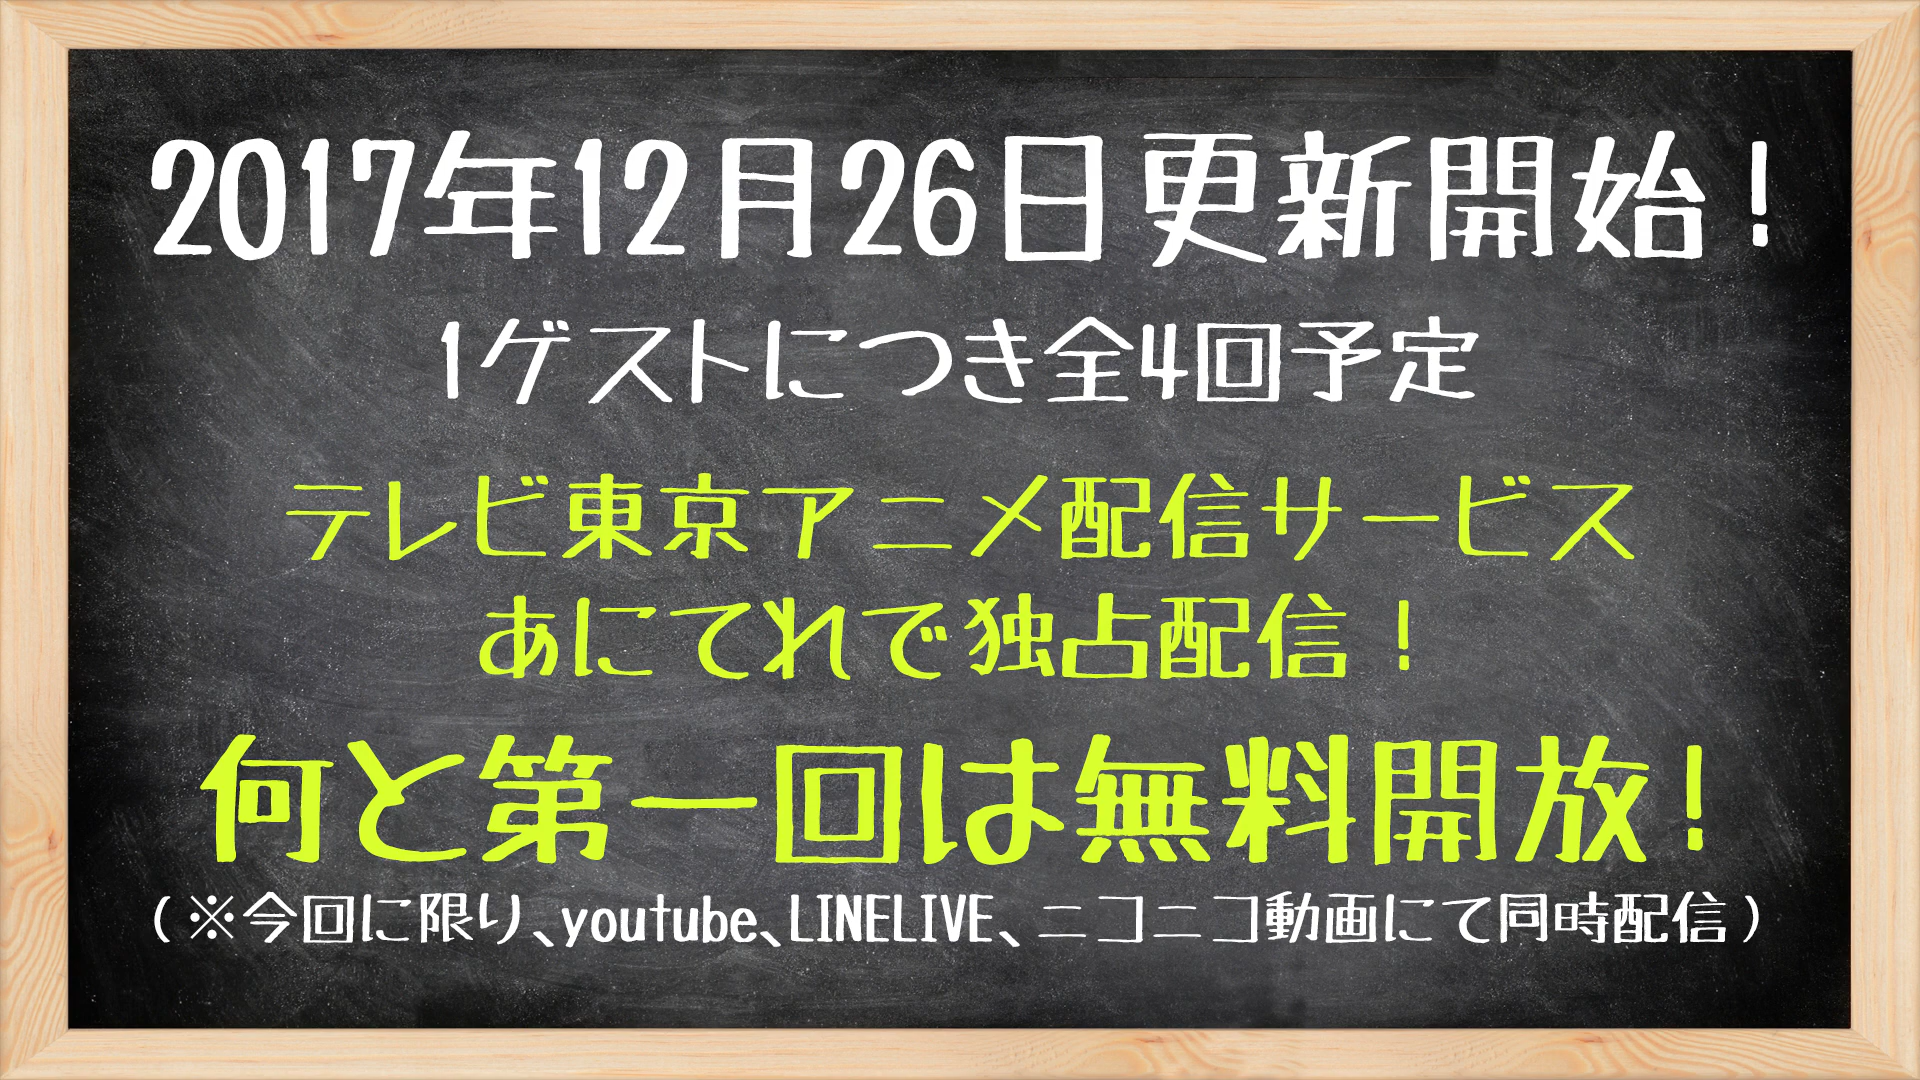 2017年12月26日更新開始！
1ゲストにつき全4回予定
テレビ東京アニメ配信サービス
あにてれで独占配信！
何と第一回は無料開放！
（※今回に限り、youtube、LINELIVE、ニコニコ動画にて同時配信）